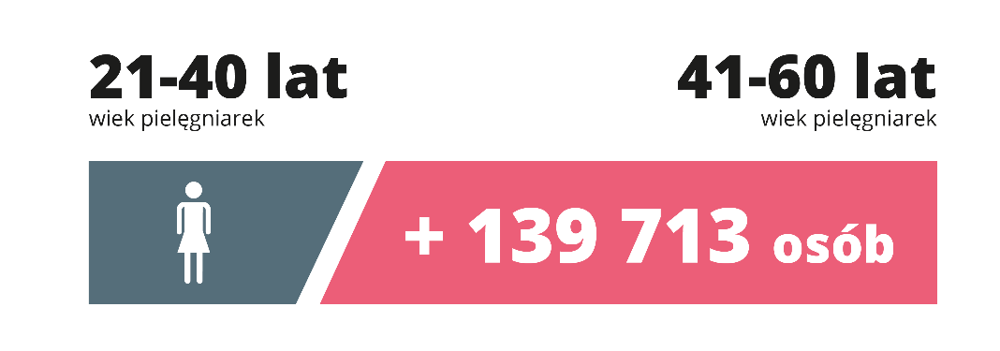 21-40 lat
wiek pielęgniarek
41-60 lat
wiek pielęgniarek
+ 139 713 osób